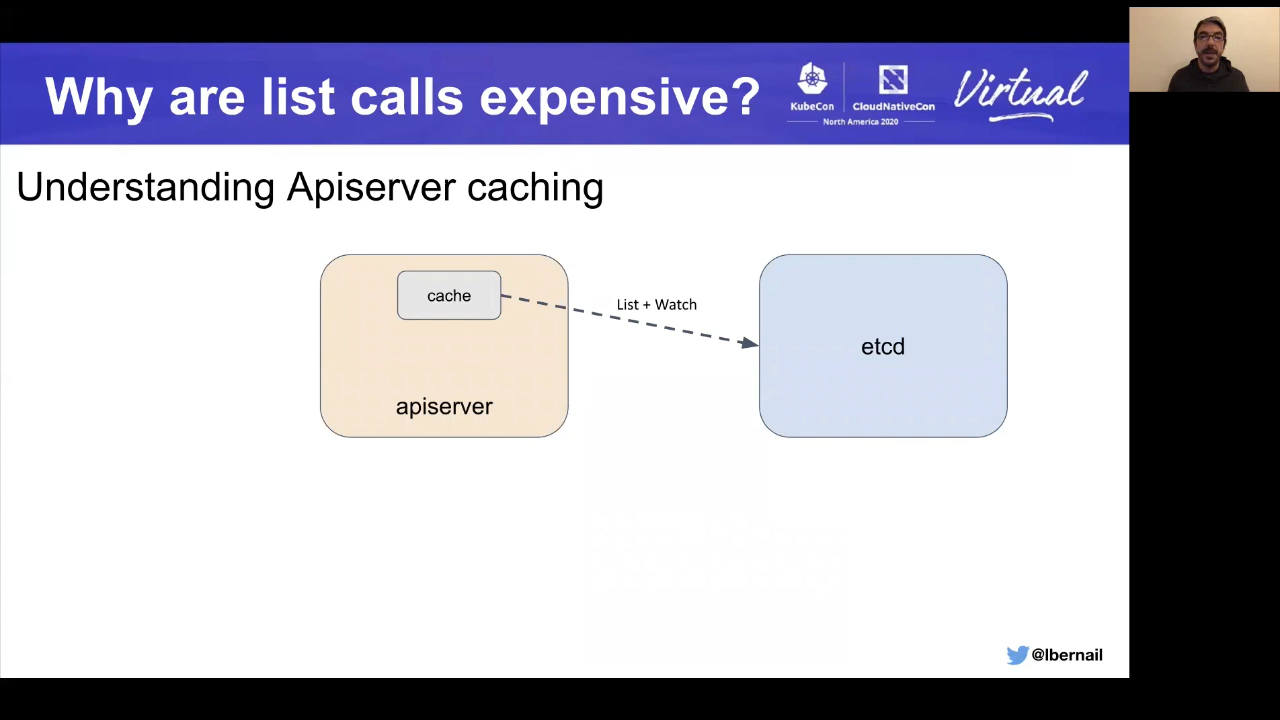 Why are list calls expensive?
KubeCon
CloudNativeCon
North America 2020
Virtual
Understanding Apiserver caching
cache
List + Watch
etcd
apiserver
@lbernail